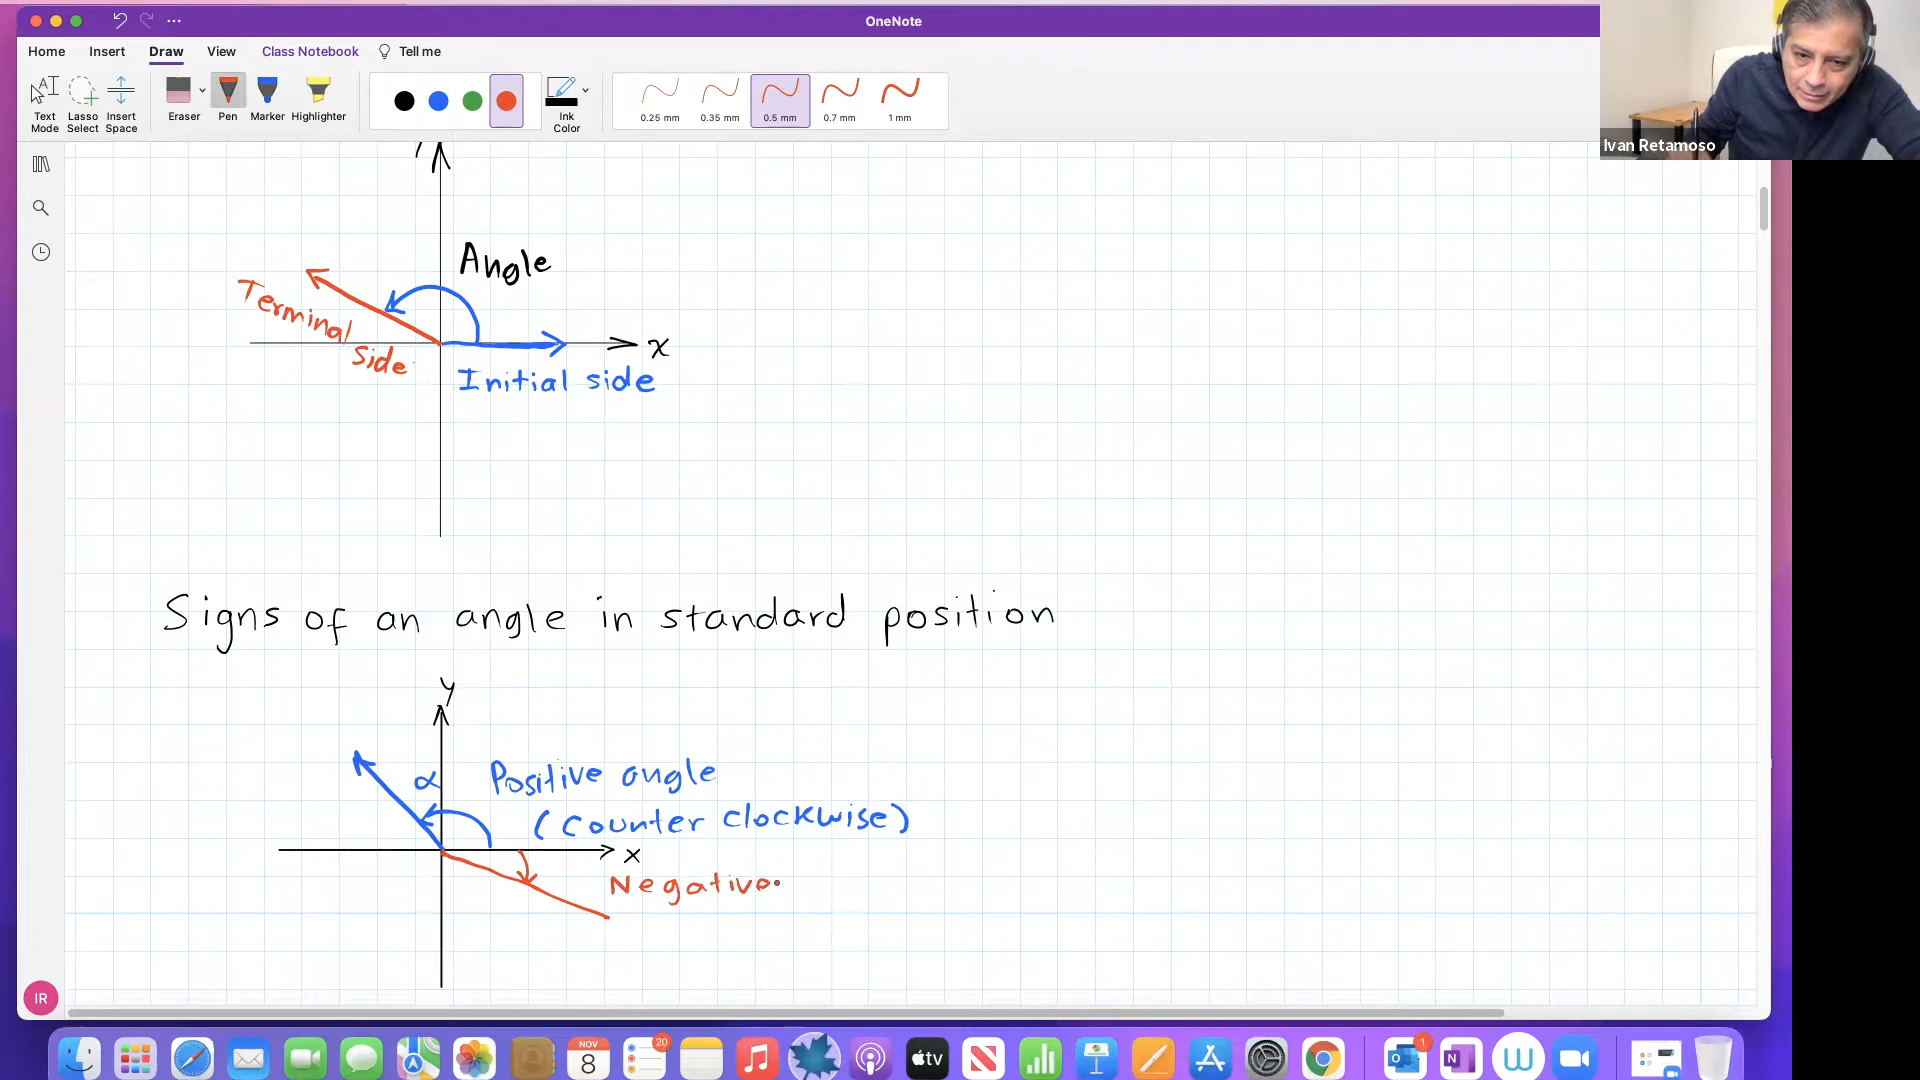 OneNote
Home Insert Draw View Class Notebook Tell me
Text Mode
Lasso Select
Insert Space
Eraser
Pen
Marker
Highlighter
Ink Color
0.25 mm
0.35 mm
0.5 mm
0.7 mm
1 mm
Ivan Retamoso
Angle
Terminal
side
x
Initial side
Signs of an angle in standard position
y
α
Positive angle
(counter clockwise)
x
Negative
IR
NOV
8
20
tv
1